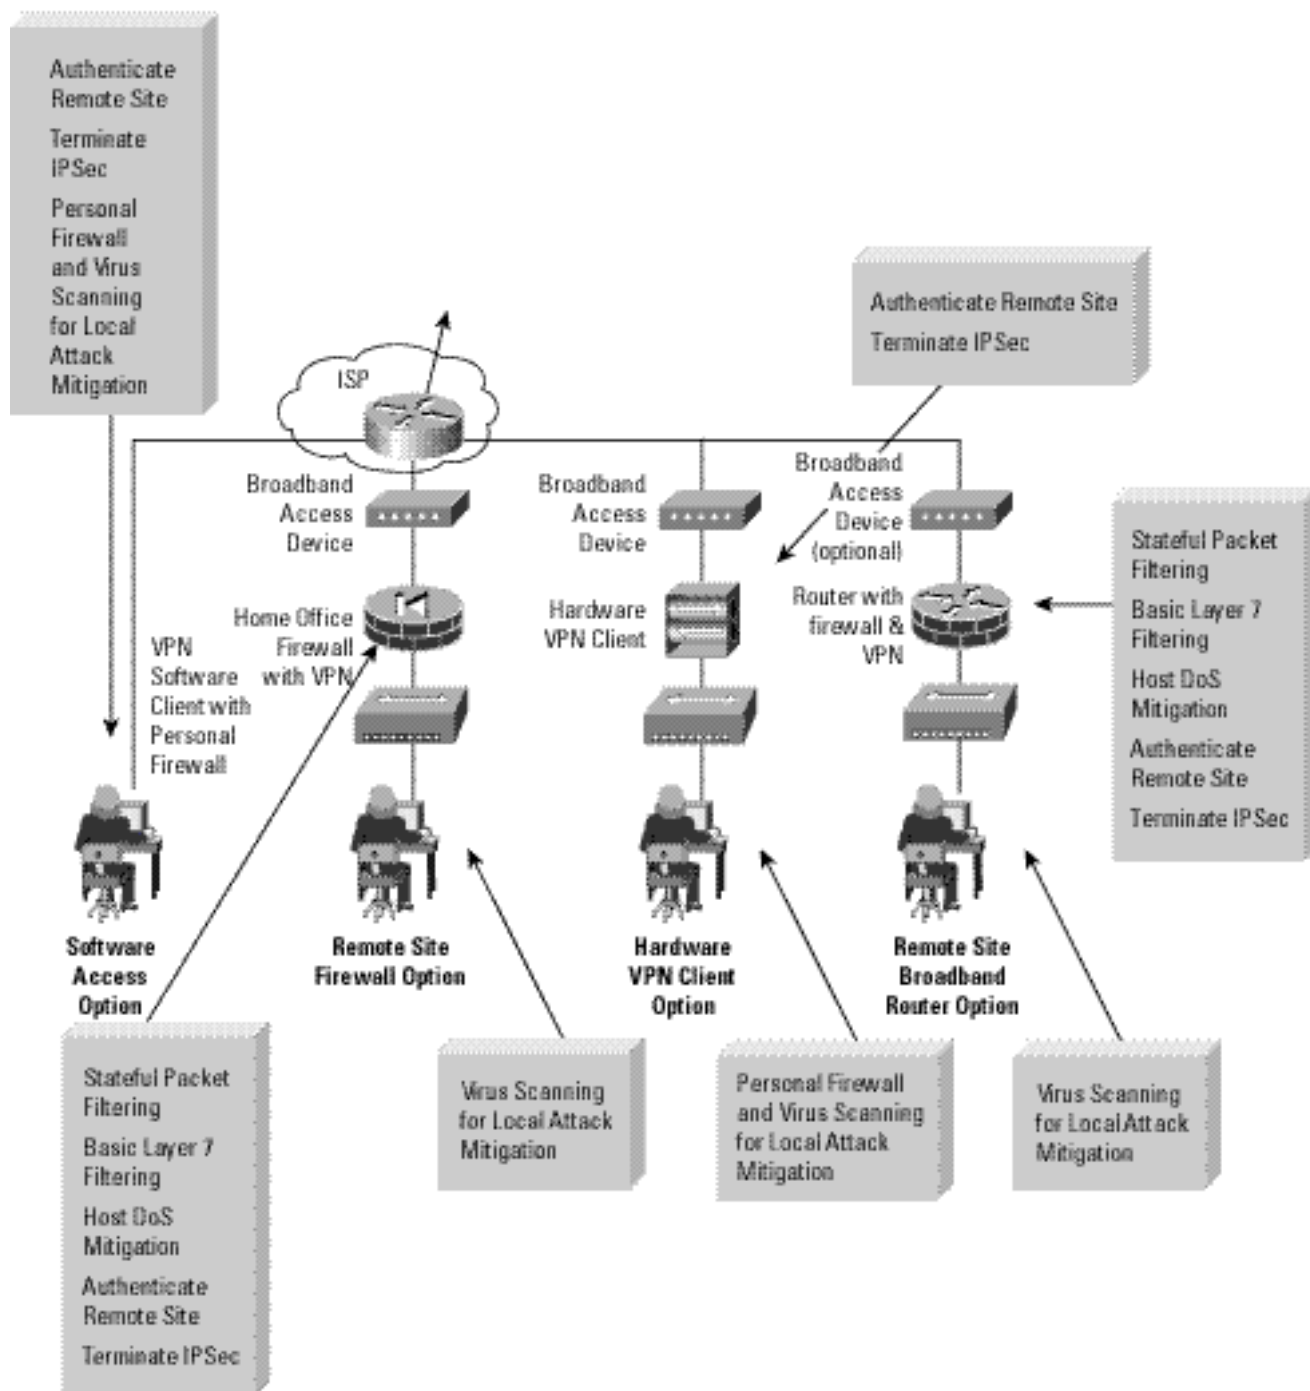 Authenticate
Remote Site
Terminate
IPSec
Personal
Firewall
and Virus
Scanning
for Local
Attack
Mitigation
Authenticate Remote Site
Terminate IPSec
ISP
Broadband
Access
Device
Broadband
Access
Device
Broadband
Access
Device
(optional)
Stateful Packet
Filtering
Basic Layer 7
Filtering
Host DoS
Mitigation
Authenticate
Remote Site
Terminate IPSec
Home Office
Firewall
with VPN
Hardware
VPN Client
Router with
firewall &
VPN
VPN
Software
Client with
Personal
Firewall
Software
Access
Option
Remote Site
Firewall Option
Hardware
VPN Client
Option
Remote Site
Broadband
Router Option
Stateful Packet
Filtering
Basic Layer 7
Filtering
Host DoS
Mitigation
Authenticate
Remote Site
Terminate IPSec
Virus Scanning
for Local Attack
Mitigation
Personal Firewall
and Virus Scanning
for Local Attack
Mitigation
Virus Scanning
for Local Attack
Mitigation